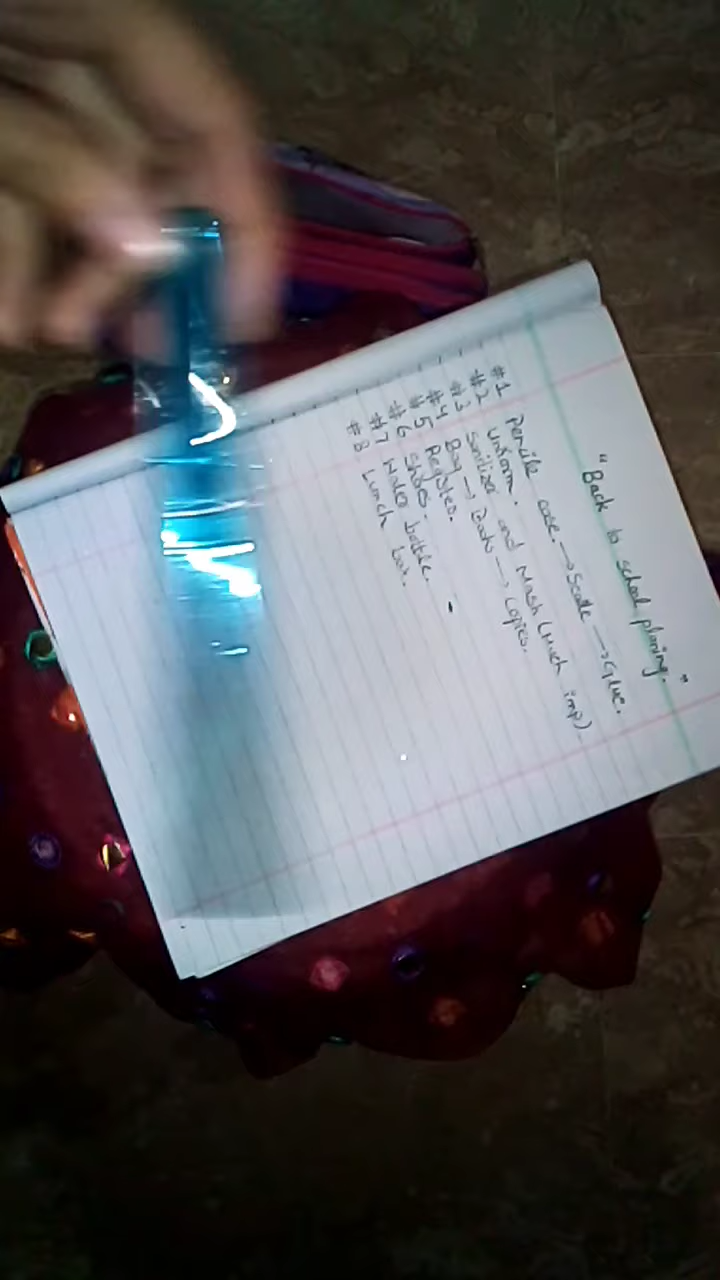 "Back to school planing."
#1 Pencile case. → Scale → Glue.
#2 Uniform.
#3 Sanitizer and Mask (much imp).
#4 Bag → Books → Copies.
#5 Register.
#6 Shoes.
#7 Water bottle.
#8 Lunch box.